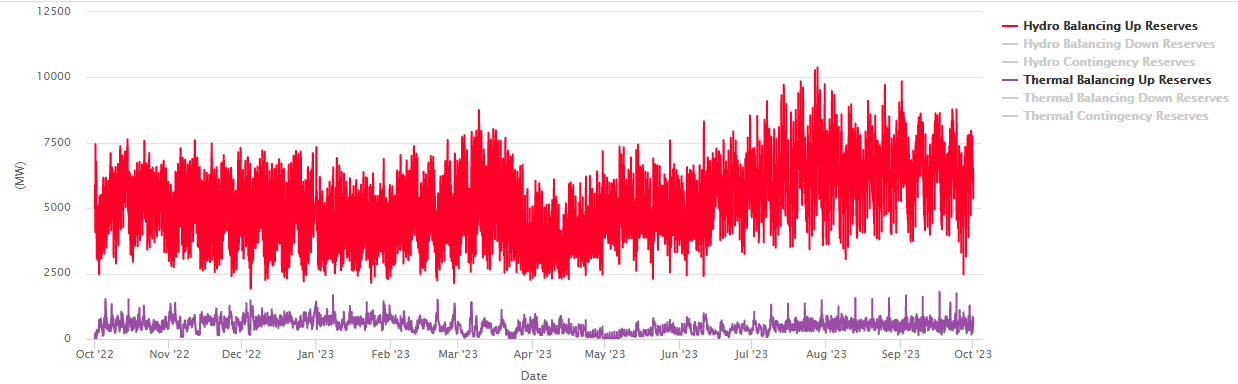 12500
10000
7500
5000
2500
0
(MW)
Oct '22 Nov '22 Dec '22 Jan '23 Feb '23 Mar '23 Apr '23 May '23 Jun '23 Jul '23 Aug '23 Sep '23 Oct '23
Date
Hydro Balancing Up Reserves
Hydro Balancing Down Reserves
Hydro Contingency Reserves
Thermal Balancing Up Reserves
Thermal Balancing Down Reserves
Thermal Contingency Reserves